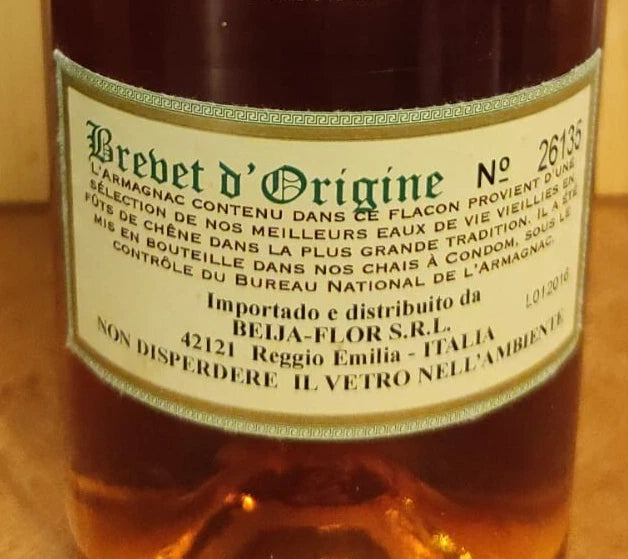 Brevet d'Origine Nº 26135
L'ARMAGNAC CONTENU DANS CE FLACON PROVIENT D'UNE
SÉLECTION DE NOS MEILLEURS EAUX DE VIE VIEILLIES EN
FÛTS DE CHÊNE DANS LA PLUS GRANDE TRADITION. IL A ÉTÉ
MIS EN BOUTEILLE DANS NOS CHAIS À CONDOM, SOUS LE
CONTRÔLE DU BUREAU NATIONAL DE L'ARMAGNAC.
Importado e distribuito da
L012016
BEIJA-FLOR S.R.L.
42121 Reggio Emilia - ITALIA
NON DISPERDERE IL VETRO NELL'AMBIENTE